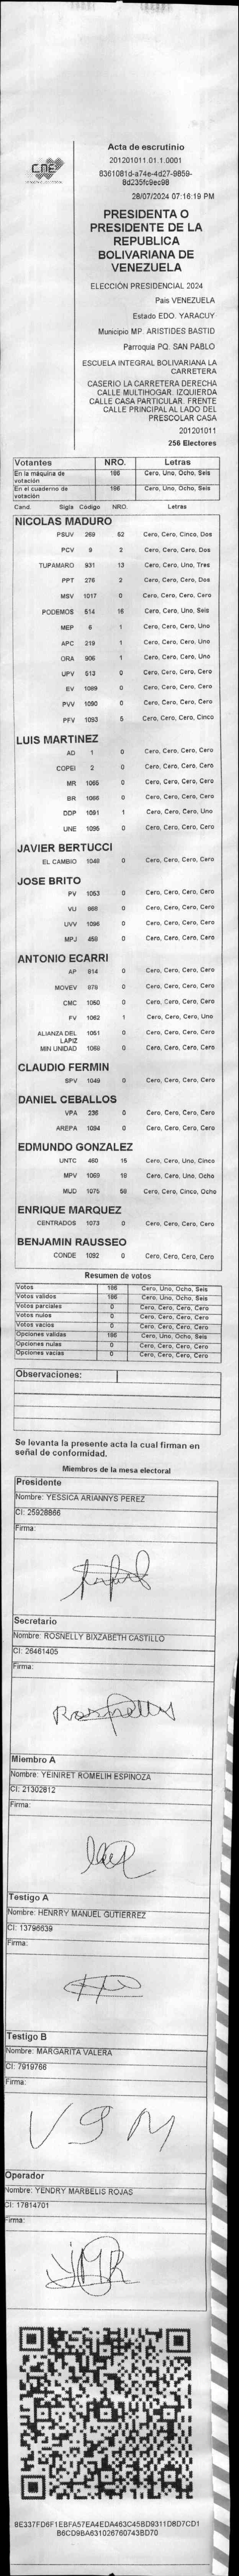 CNE
Acta de escrutinio
201201011.01.1.0001
8361081d-a74e-4d27-9859-
8d235fc9ec98
28/07/2024 07:16:19 PM
PRESIDENTA O
PRESIDENTE DE LA
REPUBLICA
BOLIVARIANA DE
VENEZUELA
ELECCIÓN PRESIDENCIAL 2024
Pais VENEZUELA
Estado EDO. YARACUY
Municipio MP. ARISTIDES BASTID
Parroquia PQ. SAN PABLO
ESCUELA INTEGRAL BOLIVARIANA LA
CARRETERA
CASERIO LA CARRETERA DERECHA
CALLE MULTIHOGAR. IZQUIERDA
CALLE CASA PARTICULAR. FRENTE
CALLE PRINCIPAL AL LADO DEL
PRESCOLAR CASA
201201011
256 Electores
Votantes NRO. Letras
En la máquina de votación 186 Cero, Uno, Ocho, Seis
En el cuaderno de votación 186 Cero, Uno, Ocho, Seis
Cand. Sigla Código NRO. Letras
NICOLAS MADURO
PSUV 269 62 Cero, Cero, Cinco, Dos
PCV 9 2 Cero, Cero, Cero, Dos
TUPAMARO 931 13 Cero, Cero, Uno, Tres
PPT 276 2 Cero, Cero, Cero, Dos
MSV 1017 0 Cero, Cero, Cero, Cero
PODEMOS 514 16 Cero, Cero, Uno, Seis
MEP 6 1 Cero, Cero, Cero, Uno
APC 219 1 Cero, Cero, Cero, Uno
ORA 906 1 Cero, Cero, Cero, Uno
UPV 513 0 Cero, Cero, Cero, Cero
EV 1089 0 Cero, Cero, Cero, Cero
PVV 1090 0 Cero, Cero, Cero, Cero
PFV 1093 5 Cero, Cero, Cero, Cinco
LUIS MARTINEZ
AD 1 0 Cero, Cero, Cero, Cero
COPEI 2 0 Cero, Cero, Cero, Cero
MR 1065 0 Cero, Cero, Cero, Cero
BR 1066 0 Cero, Cero, Cero, Cero
DDP 1091 1 Cero, Cero, Cero, Uno
UNE 1095 0 Cero, Cero, Cero, Cero
JAVIER BERTUCCI
EL CAMBIO 1048 0 Cero, Cero, Cero, Cero
JOSE BRITO
PV 1053 0 Cero, Cero, Cero, Cero
VU 868 0 Cero, Cero, Cero, Cero
UVV 1096 0 Cero, Cero, Cero, Cero
MPJ 459 0 Cero, Cero, Cero, Cero
ANTONIO ECARRI
AP 814 0 Cero, Cero, Cero, Cero
MOVEV 878 0 Cero, Cero, Cero, Cero
CMC 1050 0 Cero, Cero, Cero, Cero
FV 1062 1 Cero, Cero, Cero, Uno
ALIANZA DEL LAPIZ 1051 0 Cero, Cero, Cero, Cero
MIN UNIDAD 1069 0 Cero, Cero, Cero, Cero
CLAUDIO FERMIN
SPV 1049 0 Cero, Cero, Cero, Cero
DANIEL CEBALLOS
VPA 236 0 Cero, Cero, Cero, Cero
AREPA 1094 0 Cero, Cero, Cero, Cero
EDMUNDO GONZALEZ
UNTC 460 15 Cero, Cero, Uno, Cinco
MPV 1069 18 Cero, Cero, Uno, Ocho
MUD 1075 58 Cero, Cero, Cinco, Ocho
ENRIQUE MARQUEZ
CENTRADOS 1073 0 Cero, Cero, Cero, Cero
BENJAMIN RAUSSEO
CONDE 1092 0 Cero, Cero, Cero, Cero
Resumen de votos
Votos 186 Cero, Uno, Ocho, Seis
Votos validos 186 Cero, Uno, Ocho, Seis
Votos parciales 0 Cero, Cero, Cero, Cero
Votos nulos 0 Cero, Cero, Cero, Cero
Votos vacios 0 Cero, Cero, Cero, Cero
Opciones validas 186 Cero, Uno, Ocho, Seis
Opciones nulas 0 Cero, Cero, Cero, Cero
Opciones vacias 0 Cero, Cero, Cero, Cero
Observaciones:
Se levanta la presente acta la cual firman en
señal de conformidad.
Miembros de la mesa electoral
Presidente
Nombre: YESSICA ARIANNYS PEREZ
CI: 25928866
Firma:
Secretario
Nombre: ROSNELLY BIXZABETH CASTILLO
CI: 26461405
Firma:
Rosnelly
Miembro A
Nombre: YEINIRET ROMELIH ESPINOZA
CI: 21302812
Firma:
Testigo A
Nombre: HENRRY MANUEL GUTIERREZ
CI: 13796639
Firma:
Testigo B
Nombre: MARGARITA VALERA
CI: 7919766
Firma:
Operador
Nombre: YENDRY MARBELIS ROJAS
CI: 17814701
Firma:
8E337FD6F1EBFA57EA4EDA463C45BD9311D8D7CD1
B6CD9BA631026760743BD70